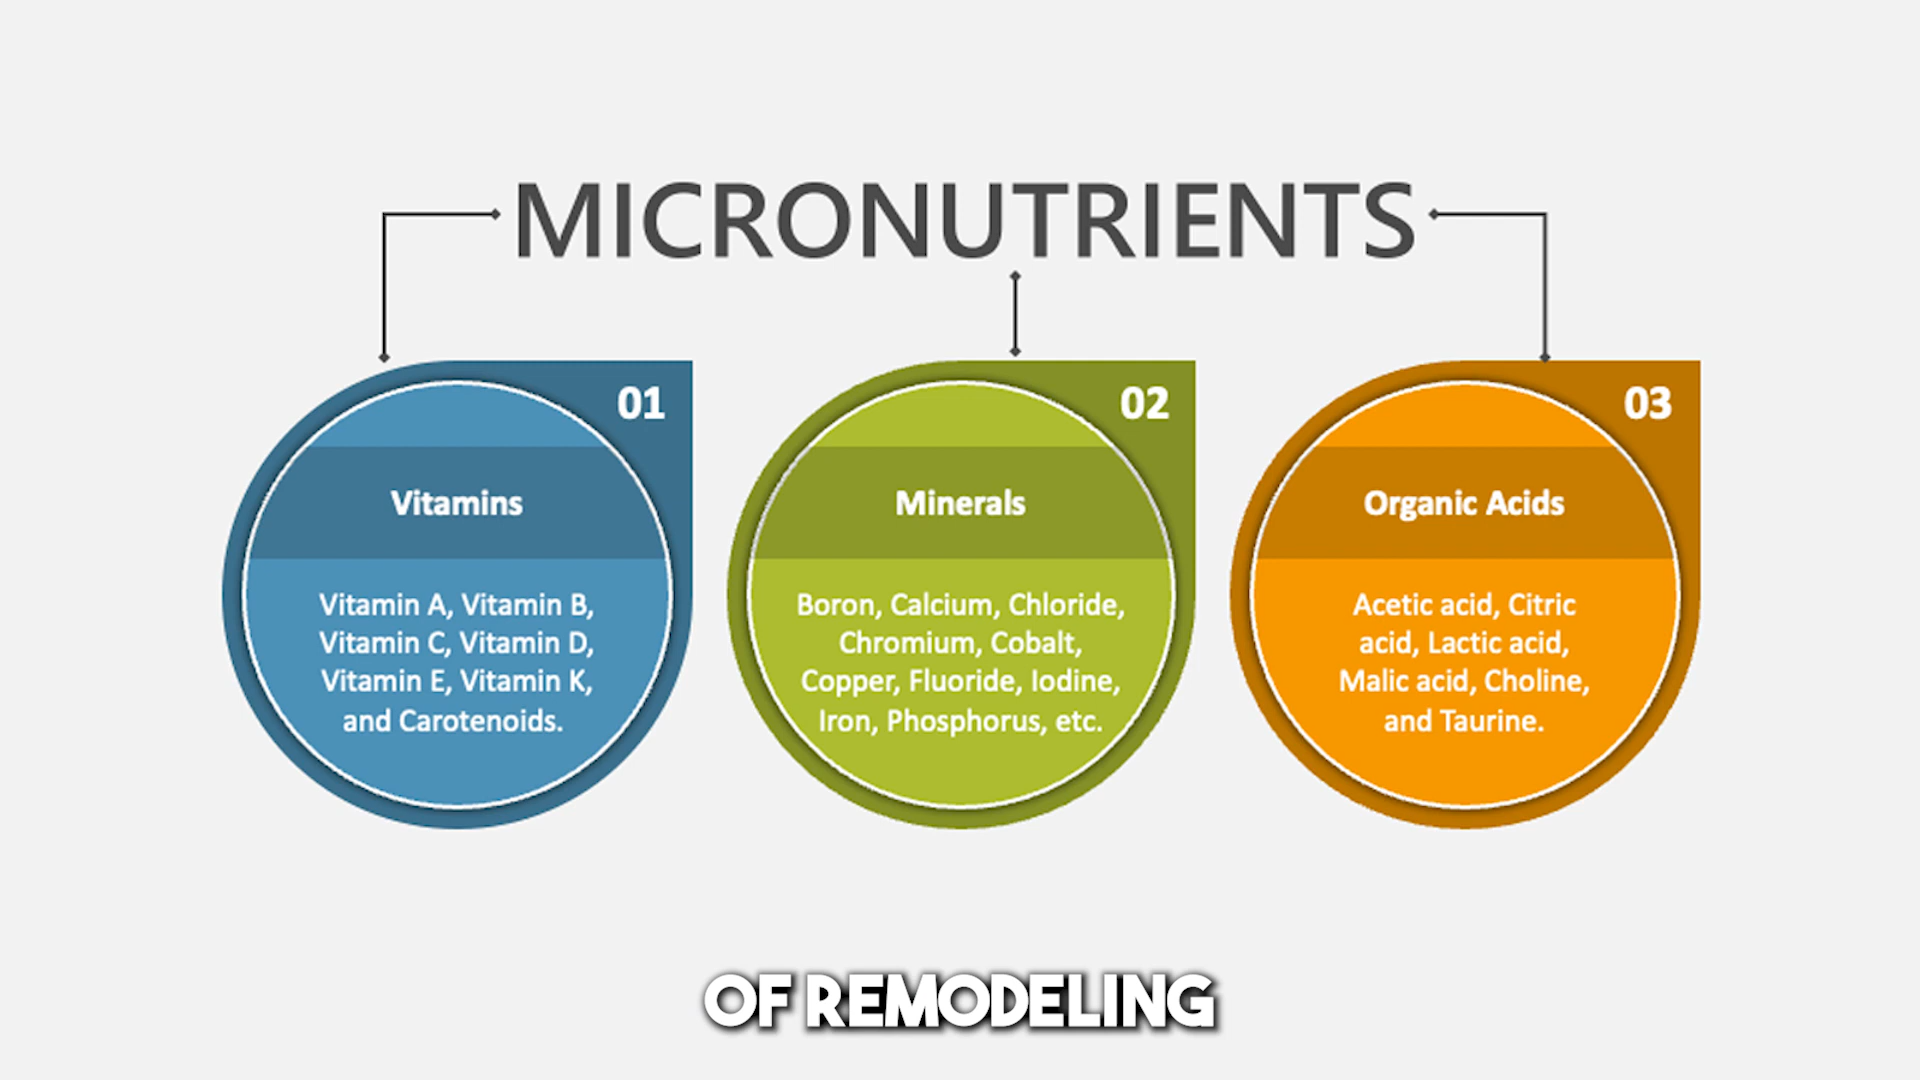 MICRONUTRIENTS
01
Vitamins
Vitamin A, Vitamin B,
Vitamin C, Vitamin D,
Vitamin E, Vitamin K,
and Carotenoids.
02
Minerals
Boron, Calcium, Chloride,
Chromium, Cobalt,
Copper, Fluoride, Iodine,
Iron, Phosphorus, etc.
03
Organic Acids
Acetic acid, Citric
acid, Lactic acid,
Malic acid, Choline,
and Taurine.
OF REMODELING